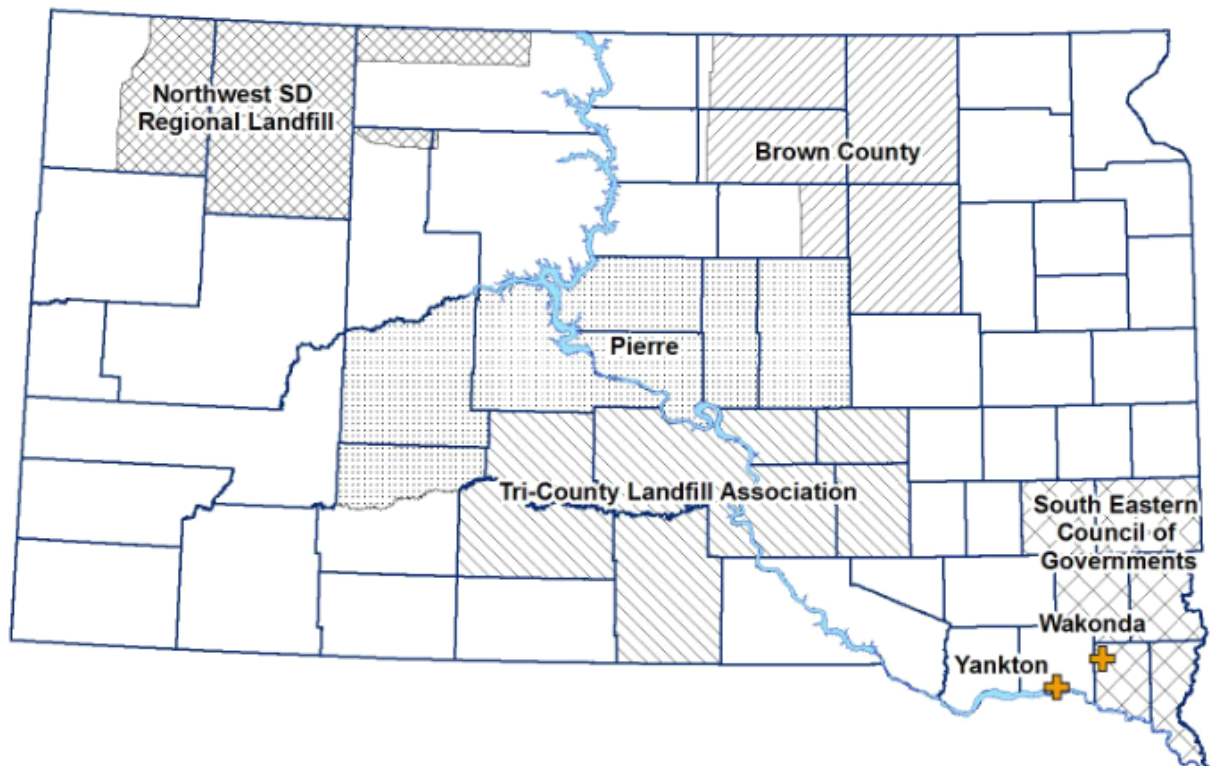 Northwest SD
Regional Landfill
Brown County
Pierre
Tri-County Landfill Association
South Eastern
Council of
Governments
Wakonda
Yankton